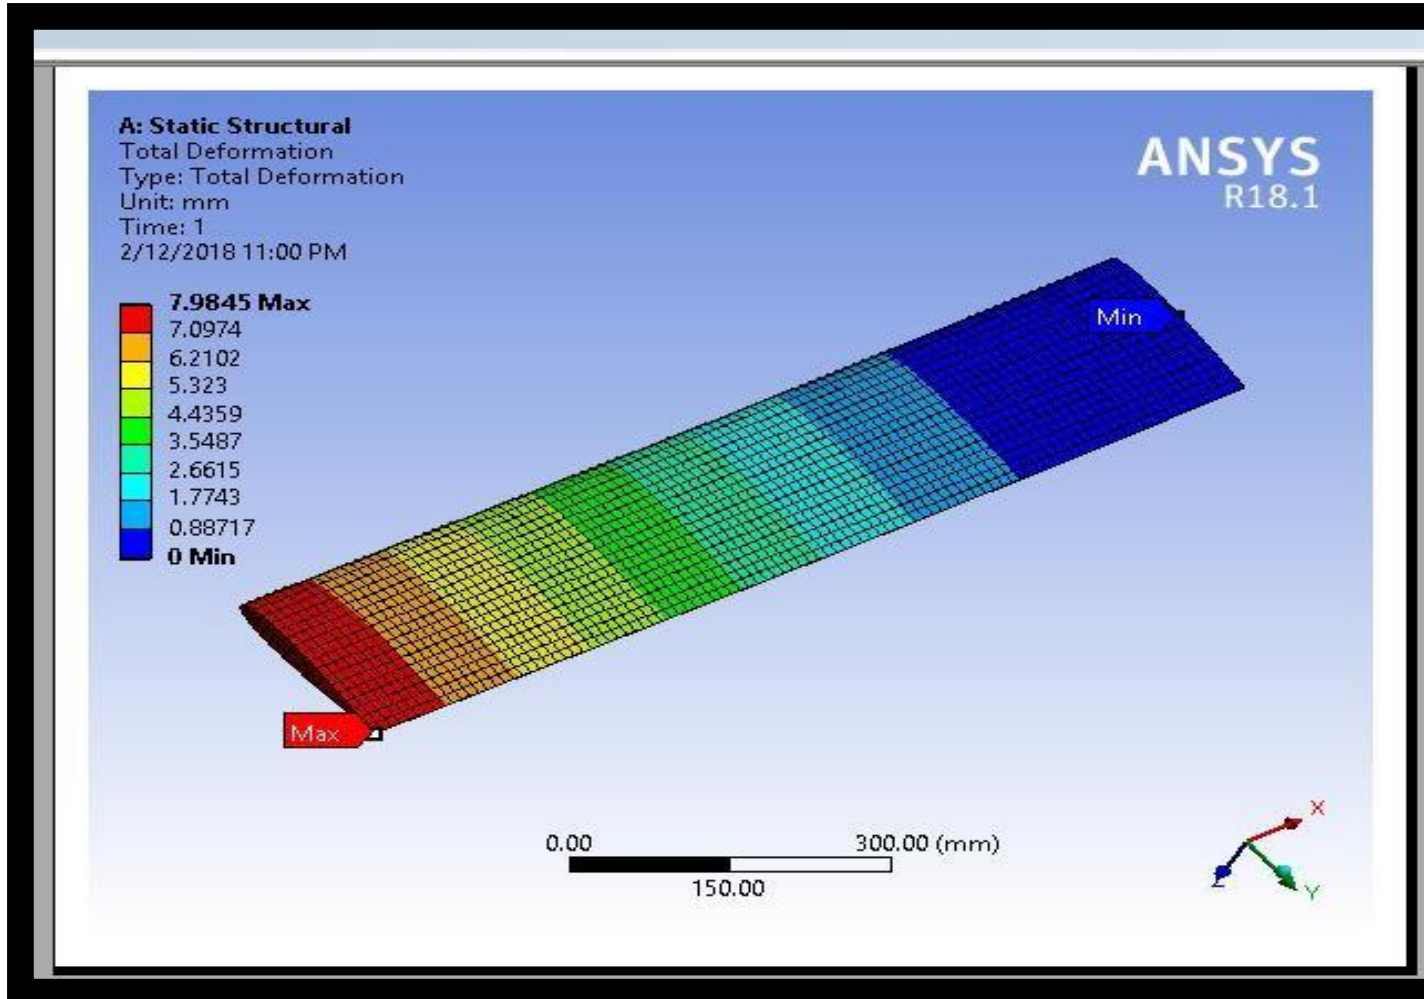 A: Static Structural
Total Deformation
Type: Total Deformation
Unit: mm
Time: 1
2/12/2018 11:00 PM
ANSYS
R18.1
7.9845 Max
7.0974
6.2102
5.323
4.4359
3.5487
2.6615
1.7743
0.88717
0 Min
Min
Max
0.00 300.00 (mm)
150.00
X
Z
Y